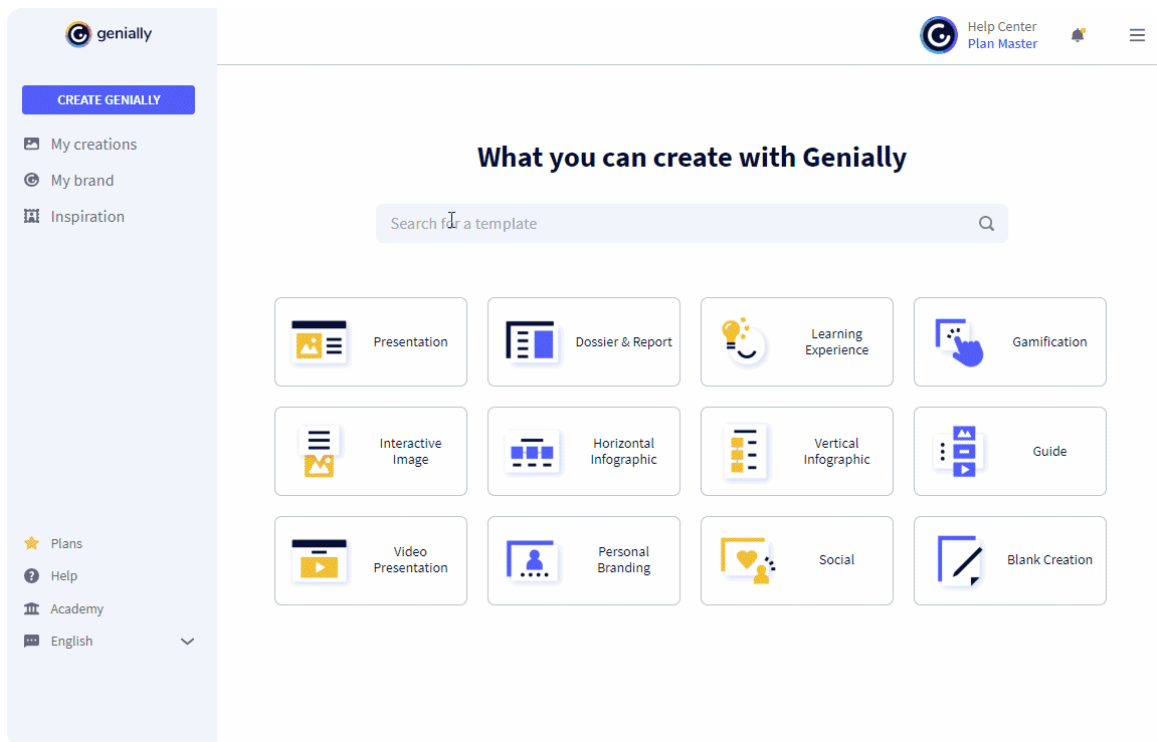 genially
Help Center
Plan Master
CREATE GENIALLY
My creations
My brand
Inspiration
What you can create with Genially
Search for a template
Presentation
Dossier & Report
Learning
Experience
Gamification
Interactive
Image
Horizontal
Infographic
Vertical
Infographic
Guide
Video
Presentation
Personal
Branding
Social
Blank Creation
Plans
Help
Academy
English